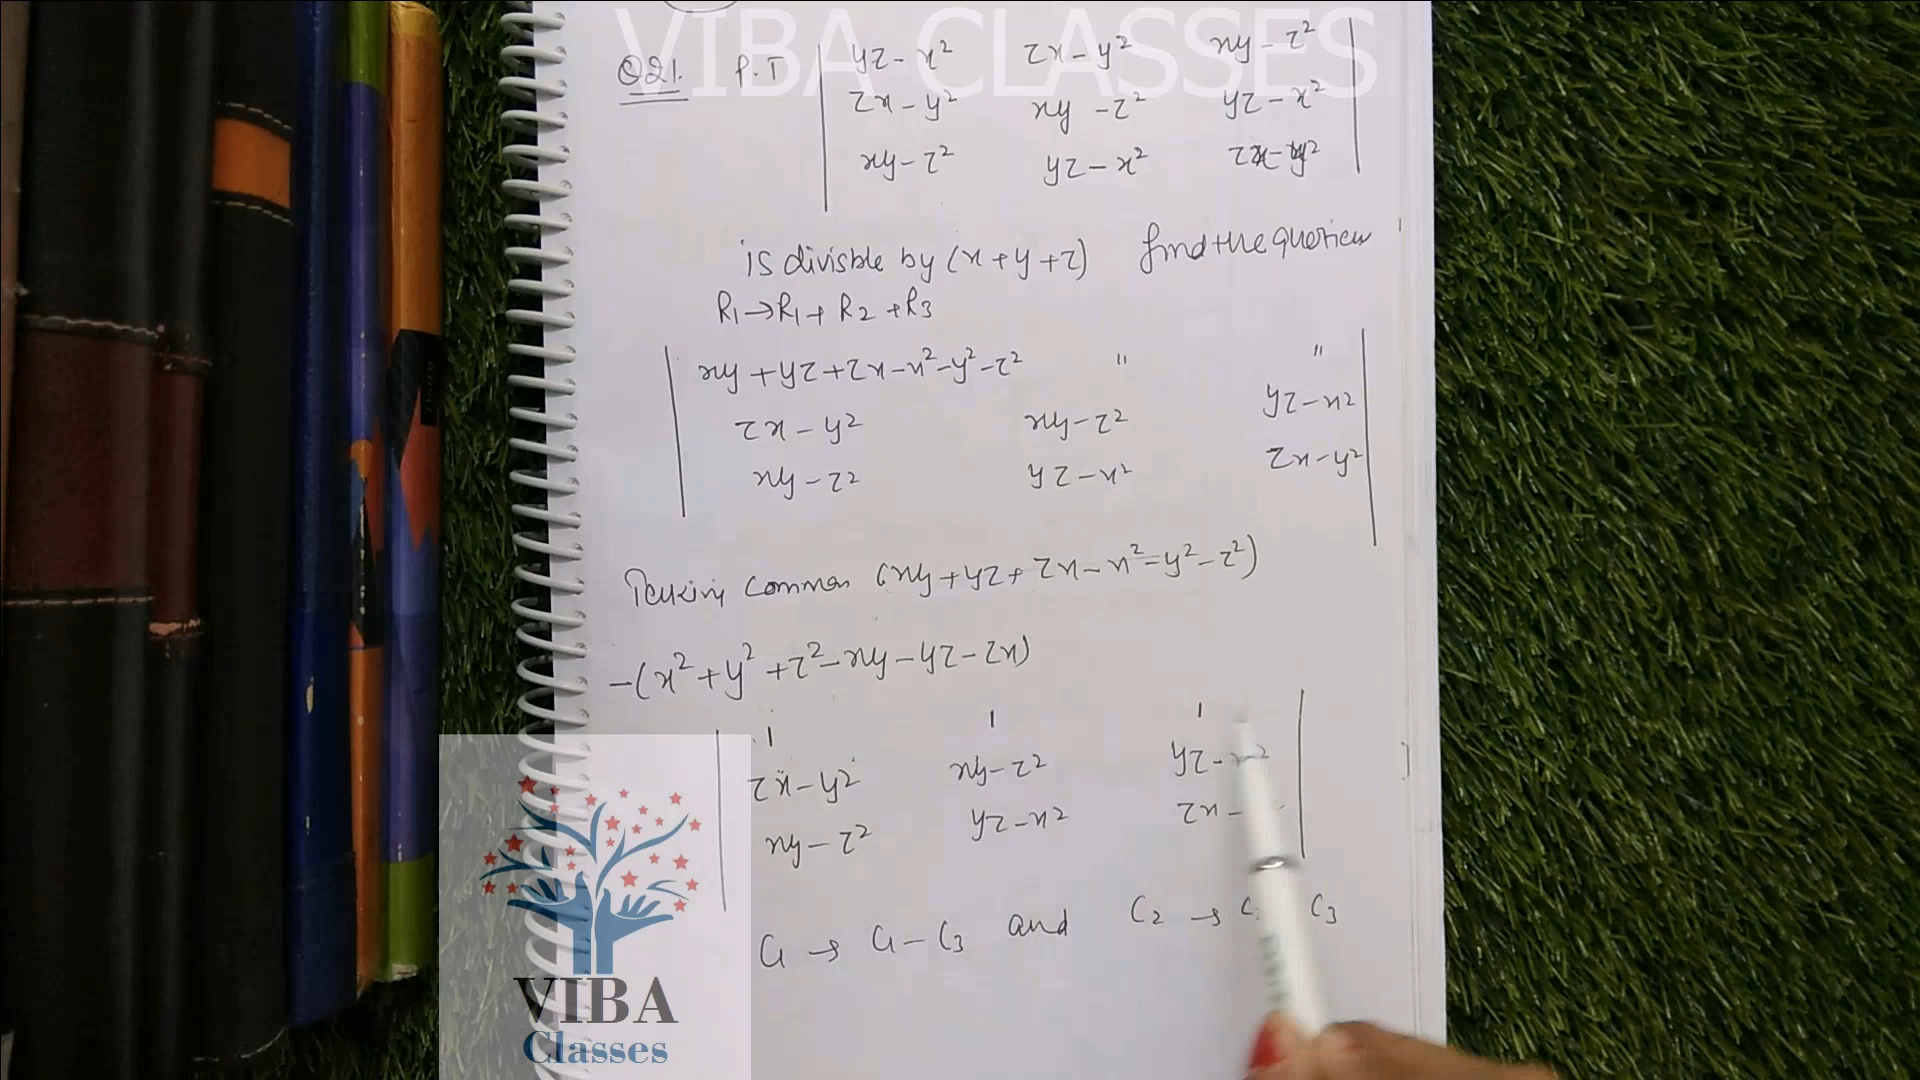 VIBA CLASSES
Q21. P.T yz - x² zx - y² xy - z²
zx - y² xy - z² yz - x²
xy - z² yz - x² zx - y²
is divisble by (x + y + z) find the
R₁ → R₁ + R₂ + R₃
xy + yz + zx - x² - y² - z² " "
zx - y² xy - z² yz - x²
xy - z² yz - x² zx - y²
Taking Common (xy + yz + zx - x² - y² - z²)
-(x² + y² + z² - xy - yz - zx)
1 1 1
zx - y² xy - z² yz - x²
xy - z² yz - x² zx -
C₁ → C₁ - C₃ and C₂ → C₃
VIBA
Classes